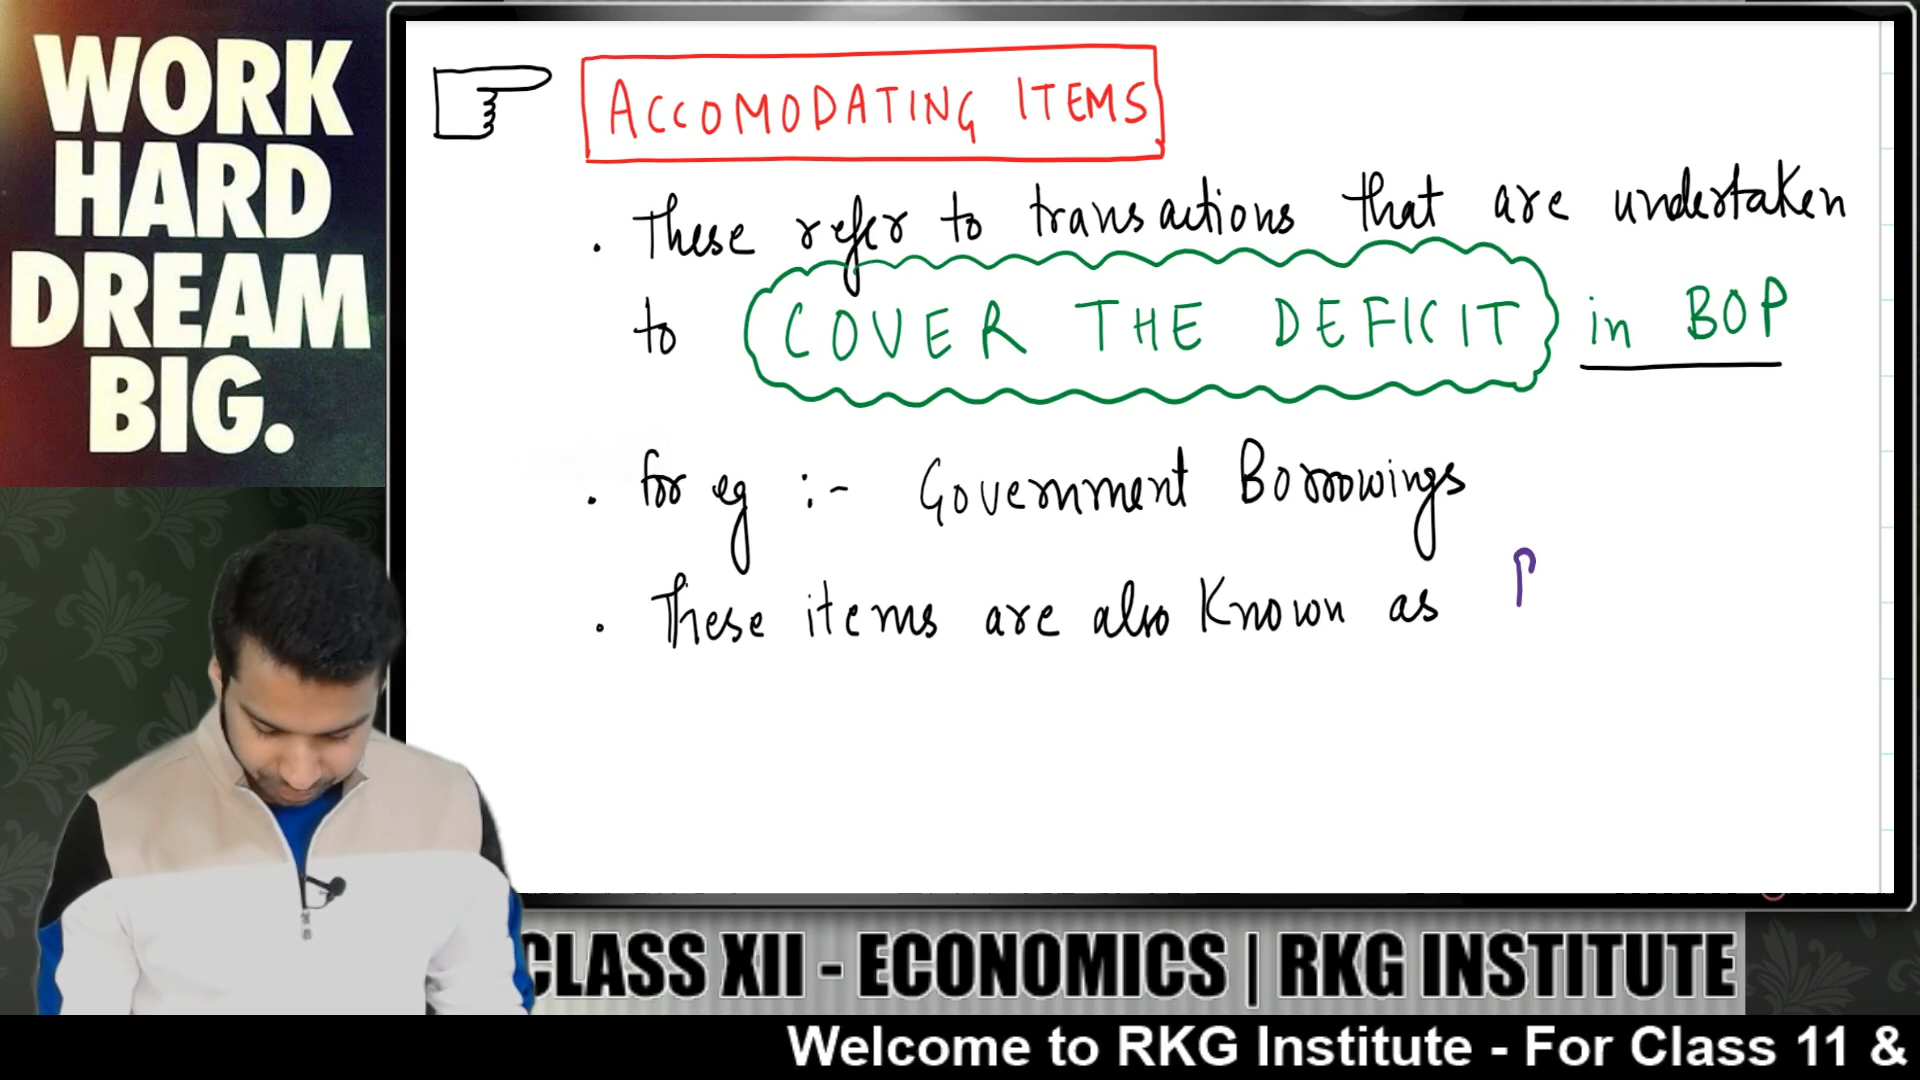 WORK
HARD
DREAM
BIG.
ACCOMODATING ITEMS
. These refer to transactions that are undertaken
to COVER THE DEFICIT in BOP
. for eg :- Government Borrowings
. These items are also Known as
CLASS XII - ECONOMICS | RKG INSTITUTE
Welcome to RKG Institute - For Class 11 &